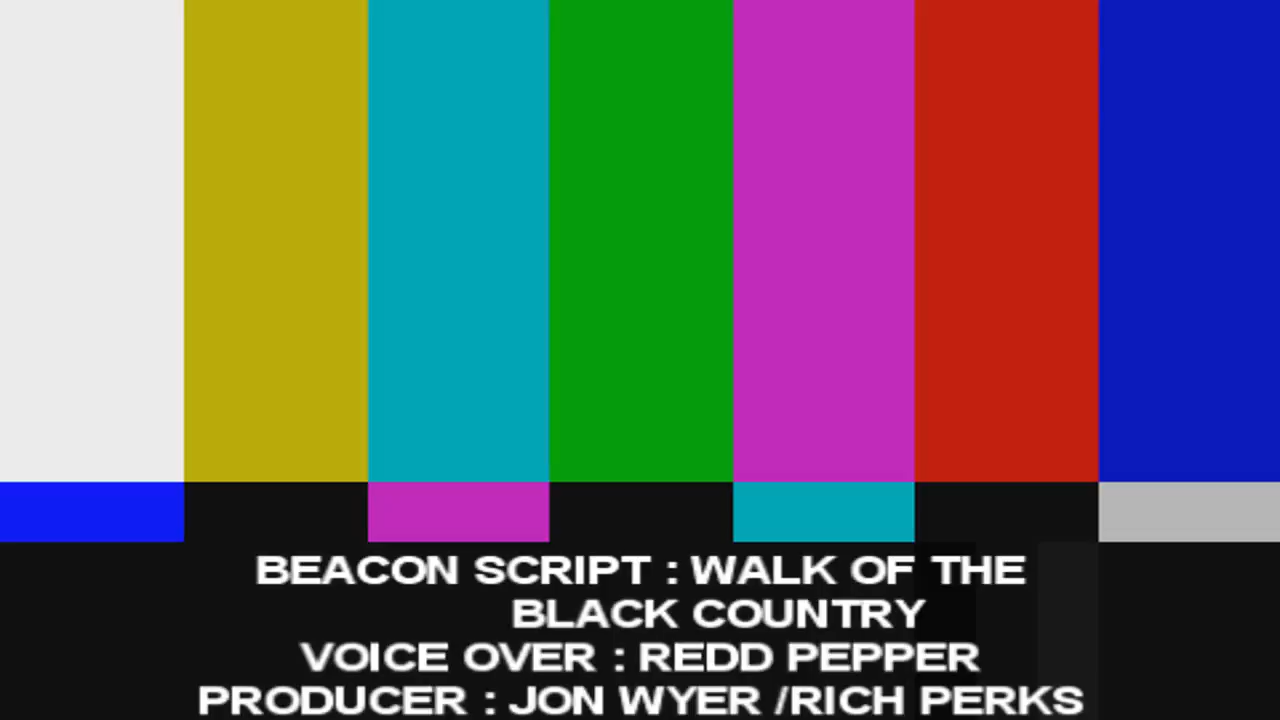 BEACON SCRIPT : WALK OF THE
BLACK COUNTRY
VOICE OVER : REDD PEPPER
PRODUCER : JON WYER /RICH PERKS